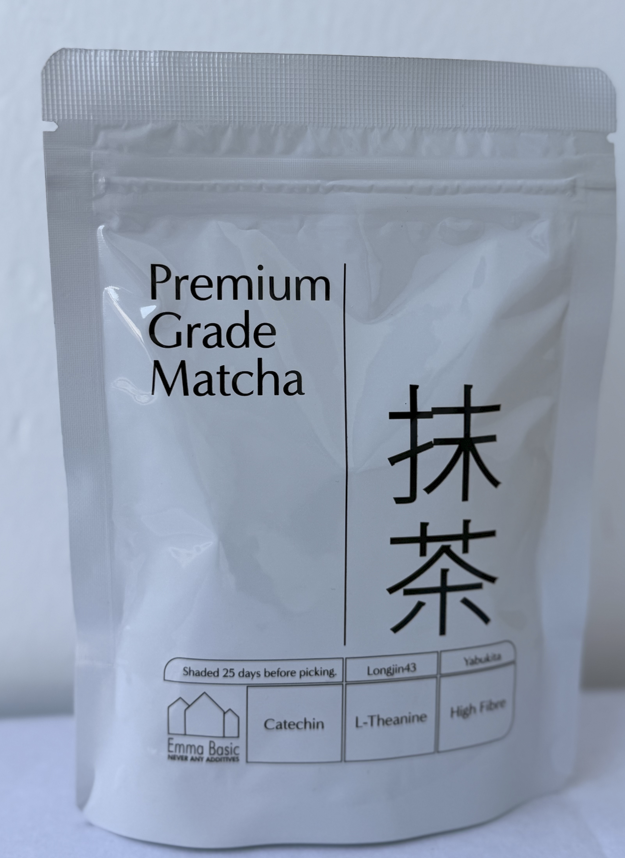 Premium
Grade
Matcha
抹
茶
Shaded 25 days before picking.
Longjin43
Yabukita
Emma Basic
NEVER ANY ADDITIVES
Catechin
L-Theanine
High Fibre